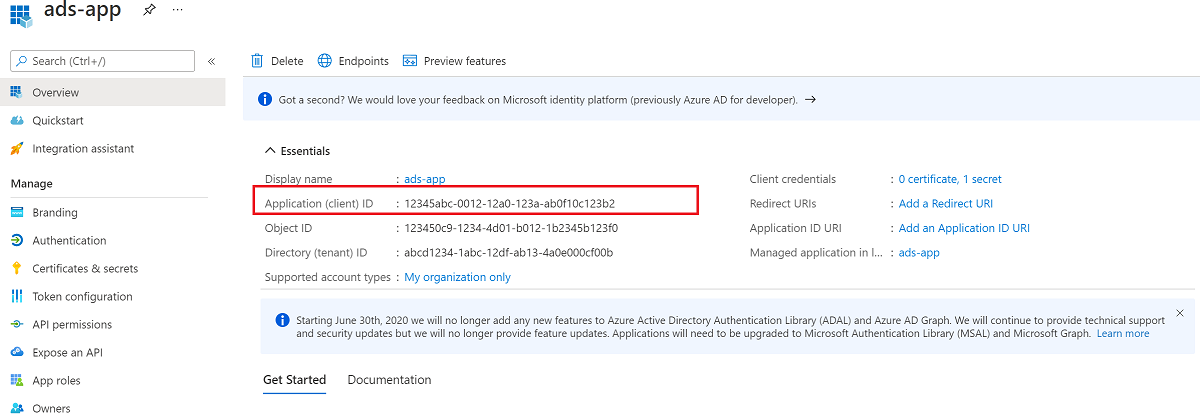 ads-app
Search (Ctrl+/)
«
Overview
Quickstart
Integration assistant
Manage
Branding
Authentication
Certificates & secrets
Token configuration
API permissions
Expose an API
App roles
Owners
Delete Endpoints Preview features
Got a second? We would love your feedback on Microsoft identity platform (previously Azure AD for developer). →
Essentials
Display name : ads-app
Application (client) ID : 12345abc-0012-12a0-123a-ab0f10c123b2
Object ID : 123450c9-1234-4d01-b012-1b2345b123f0
Directory (tenant) ID : abcd1234-1abc-12df-ab13-4a0e000cf00b
Supported account types : My organization only
Client credentials : 0 certificate, 1 secret
Redirect URIs : Add a Redirect URI
Application ID URI : Add an Application ID URI
Managed application in l... : ads-app
Starting June 30th, 2020 we will no longer add any new features to Azure Active Directory Authentication Library (ADAL) and Azure AD Graph. We will continue to provide technical support
and security updates but we will no longer provide feature updates. Applications will need to be upgraded to Microsoft Authentication Library (MSAL) and Microsoft Graph. Learn more
Get Started Documentation